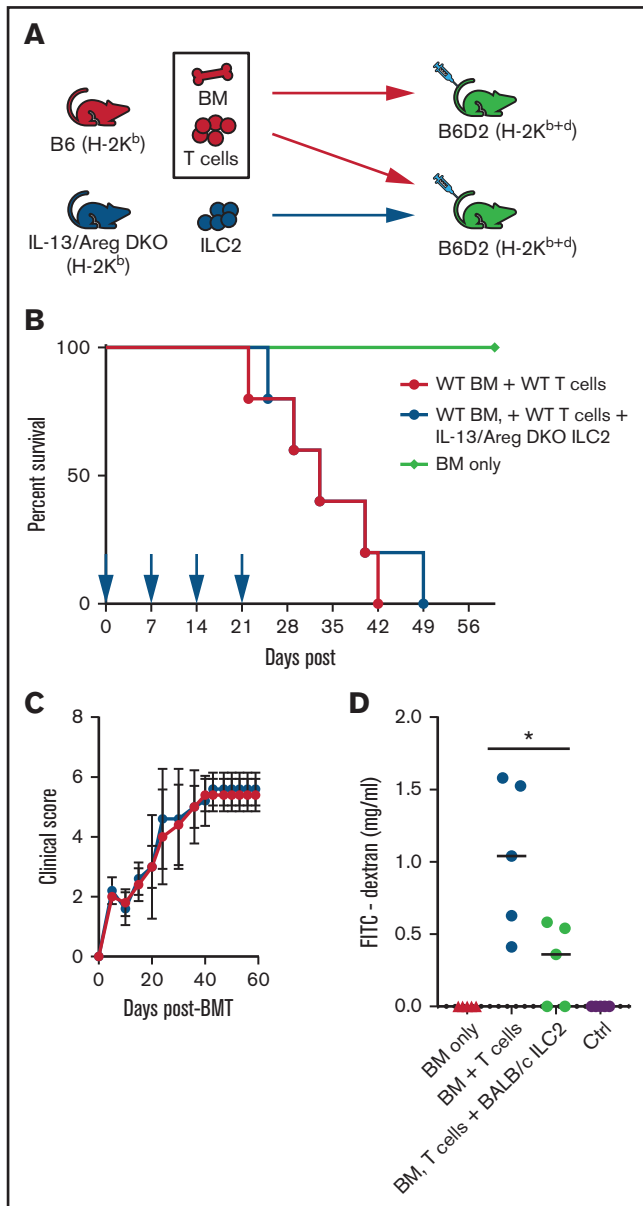 A
BM
T cells
B6 (H-2Kᵇ)
B6D2 (H-2Kᵇ⁺ᵈ)
IL-13/Areg DKO
(H-2Kᵇ)
ILC2
B6D2 (H-2Kᵇ⁺ᵈ)
B
Percent survival
100
50
0
0 7 14 21 28 35 42 49 56
Days post
WT BM + WT T cells
WT BM, + WT T cells +
IL-13/Areg DKO ILC2
BM only
C
Clinical score
8
6
4
2
0
0 20 40 60
Days post-BMT
D
FITC - dextran (mg/ml)
2.0
1.5
1.0
0.5
0.0
*
BM only
BM + T cells
BM, T cells + BALB/c ILC2
Ctrl